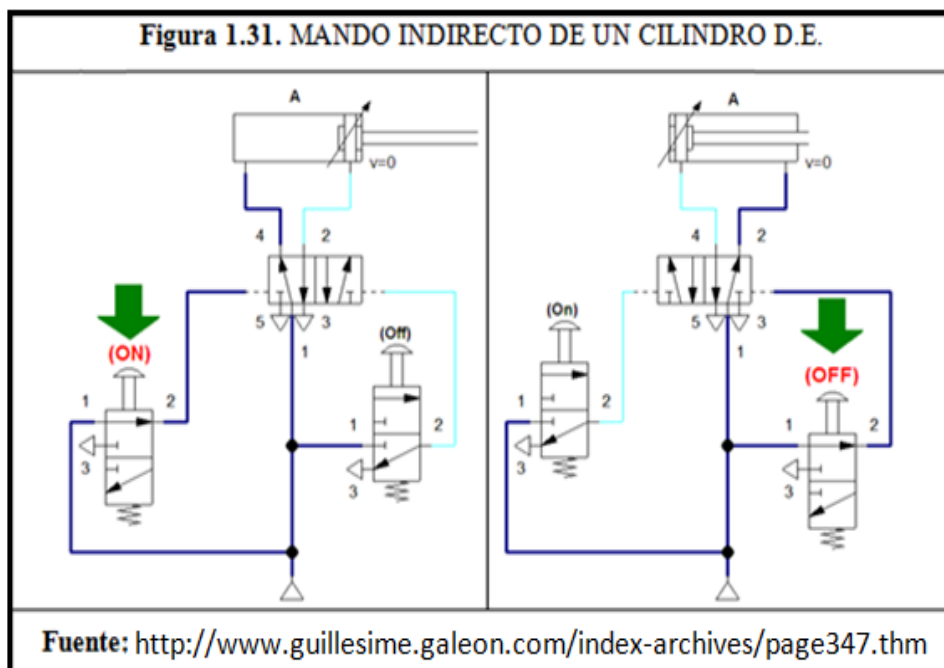 Figura 1.31. MANDO INDIRECTO DE UN CILINDRO D.E.
A
v=0
4 2
5 3
1
(ON)
1 2
3
(Off)
1 2
3
A
v=0
4 2
5 3
1
(On)
1 2
3
(OFF)
1 2
3
Fuente: http://www.guillesime.galeon.com/index-archives/page347.thm